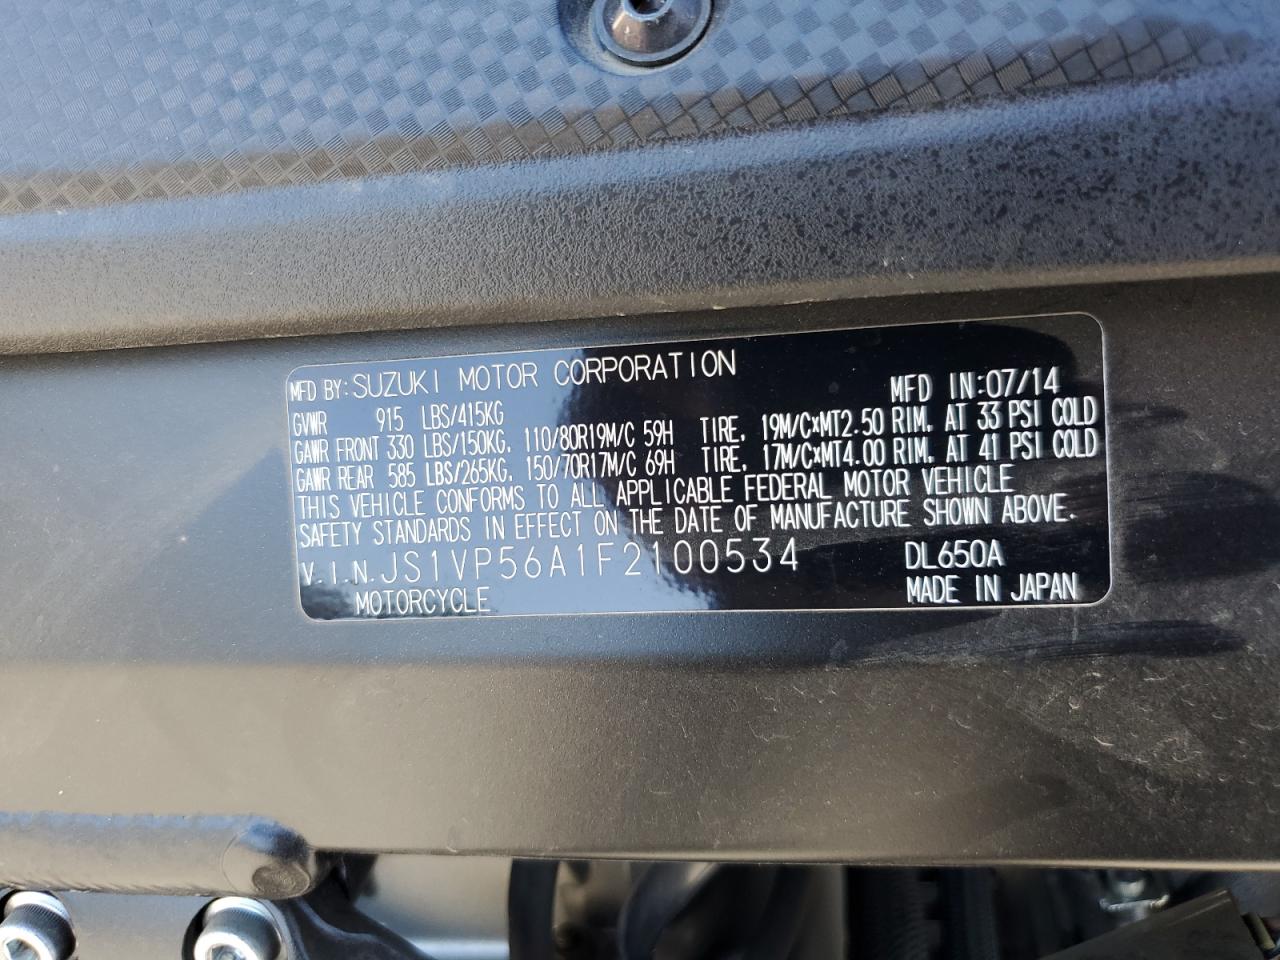 MFD BY: SUZUKI MOTOR CORPORATION MFD IN:07/14
GVWR 915 LBS/415KG
GAWR FRONT 330 LBS/150KG. 110/80R19M/C 59H TIRE, 19M/C×MT2.50 RIM, AT 33 PSI COLD
GAWR REAR 585 LBS/265KG. 150/70R17M/C 69H TIRE, 17M/C×MT4.00 RIM, AT 41 PSI COLD
THIS VEHICLE CONFORMS TO ALL APPLICABLE FEDERAL MOTOR VEHICLE
SAFETY STANDARDS IN EFFECT ON THE DATE OF MANUFACTURE SHOWN ABOVE.
V.I.N. JS1VP56A1F2100534 DL650A
MOTORCYCLE MADE IN JAPAN